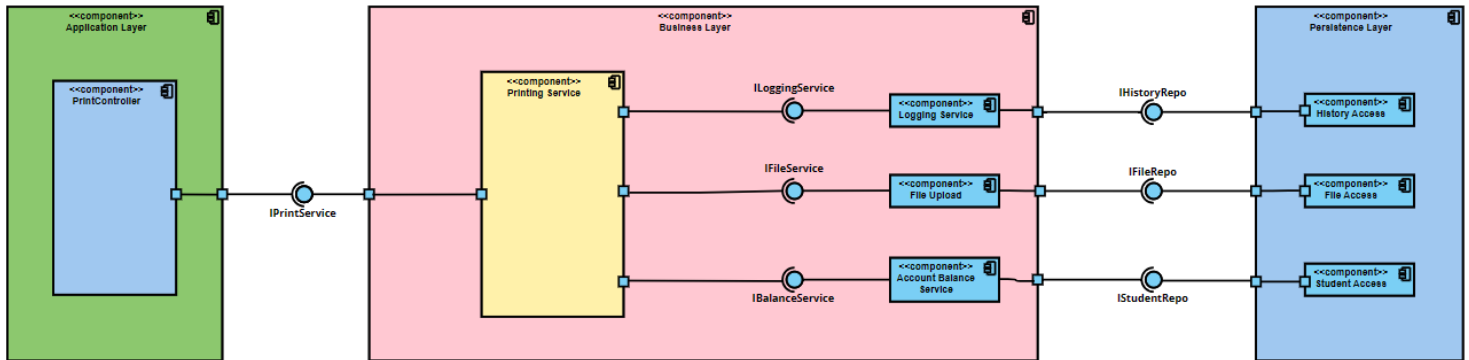 <<component>>
Application Layer
<<component>>
PrintController
IPrintService
<<component>>
Business Layer
<<component>>
Printing Service
ILoggingService
<<component>>
Logging Service
IFileService
<<component>>
File Upload
IBalanceService
<<component>>
Account Balance
Service
IHistoryRepo
IFileRepo
IStudentRepo
<<component>>
Persistence Layer
<<component>>
History Access
<<component>>
File Access
<<component>>
Student Access